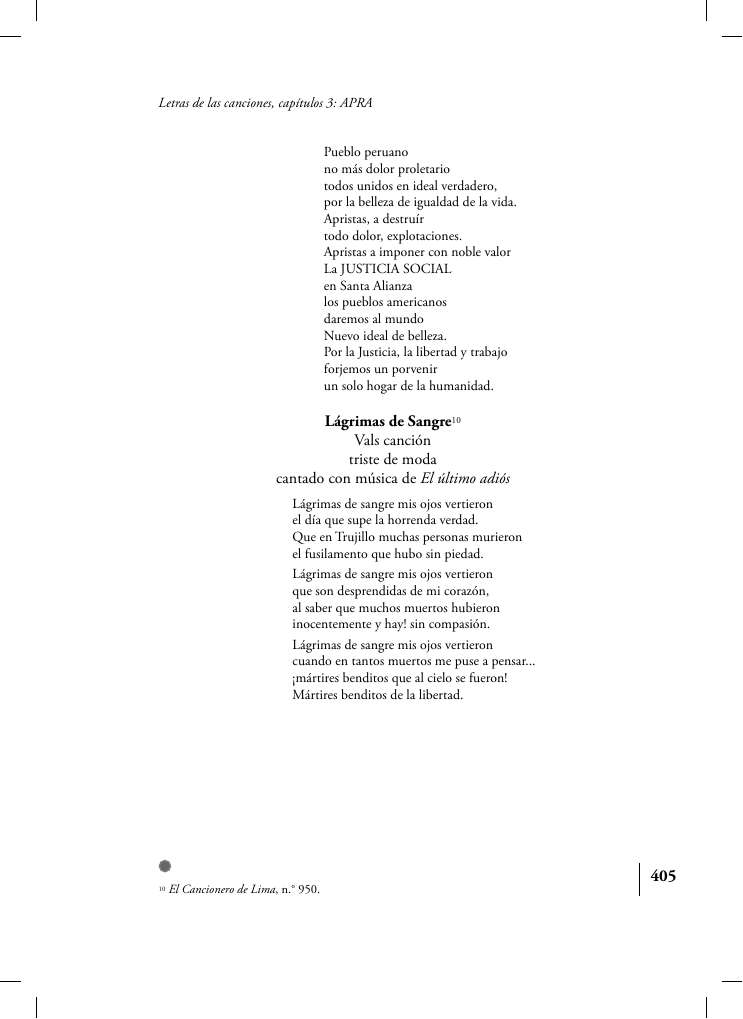 Letras de las canciones, capítulos 3: APRA
Pueblo peruano
no más dolor proletario
todos unidos en ideal verdadero,
por la belleza de igualdad de la vida.
Apristas, a destruír
todo dolor, explotaciones.
Apristas a imponer con noble valor
La JUSTICIA SOCIAL
en Santa Alianza
los pueblos americanos
daremos al mundo
Nuevo ideal de belleza.
Por la Justicia, la libertad y trabajo
forjemos un porvenir
un solo hogar de la humanidad.
Lágrimas de Sangre10
Vals canción
triste de moda
cantado con música de El último adiós
Lágrimas de sangre mis ojos vertieron
el día que supe la horrenda verdad.
Que en Trujillo muchas personas murieron
el fusilamento que hubo sin piedad.
Lágrimas de sangre mis ojos vertieron
que son desprendidas de mi corazón,
al saber que muchos muertos hubieron
inocentemente y hay! sin compasión.
Lágrimas de sangre mis ojos vertieron
cuando en tantos muertos me puse a pensar...
¡mártires benditos que al cielo se fueron!
Mártires benditos de la libertad.
10 El Cancionero de Lima, n.° 950.
405